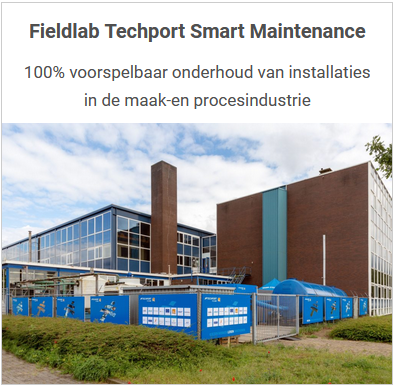 Fieldlab Techport Smart Maintenance
100% voorspelbaar onderhoud van installaties
in de maak-en procesindustrie